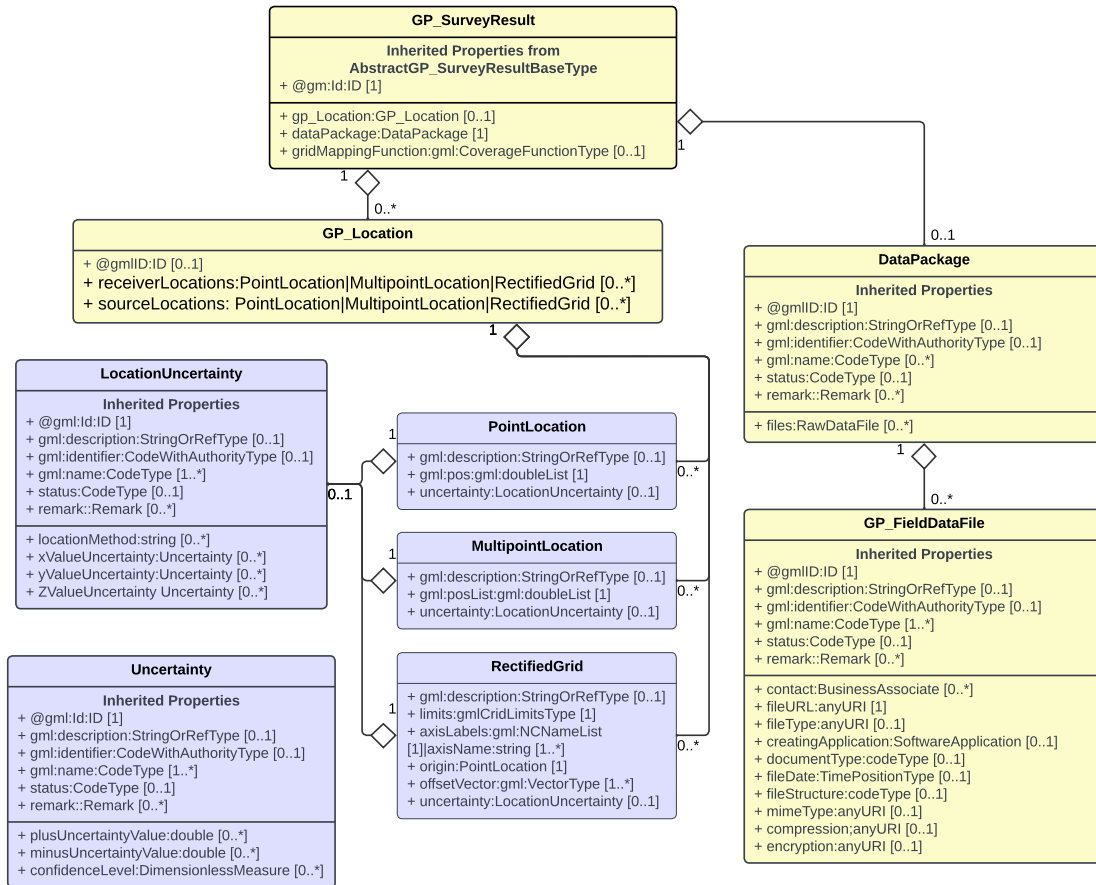 GP_SurveyResult
Inherited Properties from
AbstractGP_SurveyResultBaseType
+ @gm:Id:ID [1]
+ gp_Location:GP_Location [0..1]
+ dataPackage:DataPackage [1]
+ gridMappingFunction:gml:CoverageFunctionType [0..1]
1
1
0..*
0..1
GP_Location
+ @gmlID:ID [0..1]
+ receiverLocations:PointLocation|MultipointLocation|RectifiedGrid [0..*]
+ sourceLocations: PointLocation|MultipointLocation|RectifiedGrid [0..*]
1
DataPackage
Inherited Properties
+ @gmlID:ID [1]
+ gml:description:StringOrRefType [0..1]
+ gml:identifier:CodeWithAuthorityType [0..1]
+ gml:name:CodeType [0..*]
+ status:CodeType [0..1]
+ remark::Remark [0..*]
+ files:RawDataFile [0..*]
1
0..*
LocationUncertainty
Inherited Properties
+ @gml:Id:ID [1]
+ gml:description:StringOrRefType [0..1]
+ gml:identifier:CodeWithAuthorityType [0..1]
+ gml:name:CodeType [1..*]
+ status:CodeType [0..1]
+ remark::Remark [0..*]
+ locationMethod:string [0..*]
+ xValueUncertainty:Uncertainty [0..*]
+ yValueUncertainty:Uncertainty [0..*]
+ ZValueUncertainty Uncertainty [0..*]
0..1
1
PointLocation
+ gml:description:StringOrRefType [0..1]
+ gml:pos:gml:doubleList [1]
+ uncertainty:LocationUncertainty [0..1]
0..*
1
MultipointLocation
+ gml:description:StringOrRefType [0..1]
+ gml:posList:gml:doubleList [1]
+ uncertainty:LocationUncertainty [0..1]
0..*
1
RectifiedGrid
+ gml:description:StringOrRefType [0..1]
+ limits:gmlCridLimitsType [1]
+ axisLabels:gml:NCNameList
[1]|axisName:string [1..*]
+ origin:PointLocation [1]
+ offsetVector:gml:VectorType [1..*]
+ uncertainty:LocationUncertainty [0..1]
0..*
GP_FieldDataFile
Inherited Properties
+ @gmlID:ID [1]
+ gml:description:StringOrRefType [0..1]
+ gml:identifier:CodeWithAuthorityType [0..1]
+ gml:name:CodeType [1..*]
+ status:CodeType [0..1]
+ remark::Remark [0..*]
+ contact:BusinessAssociate [0..*]
+ fileURL:anyURI [1]
+ fileType:anyURI [0..1]
+ creatingApplication:SoftwareApplication [0..1]
+ documentType:codeType [0..1]
+ fileDate:TimePositionType [0..1]
+ fileStructure:codeType [0..1]
+ mimeType:anyURI [0..1]
+ compression;anyURI [0..1]
+ encryption:anyURI [0..1]
Uncertainty
Inherited Properties
+ @gml:Id:ID [1]
+ gml:description:StringOrRefType [0..1]
+ gml:identifier:CodeWithAuthorityType [0..1]
+ gml:name:CodeType [1..*]
+ status:CodeType [0..1]
+ remark::Remark [0..*]
+ plusUncertaintyValue:double [0..*]
+ minusUncertaintyValue:double [0..*]
+ confidenceLevel:DimensionlessMeasure [0..*]